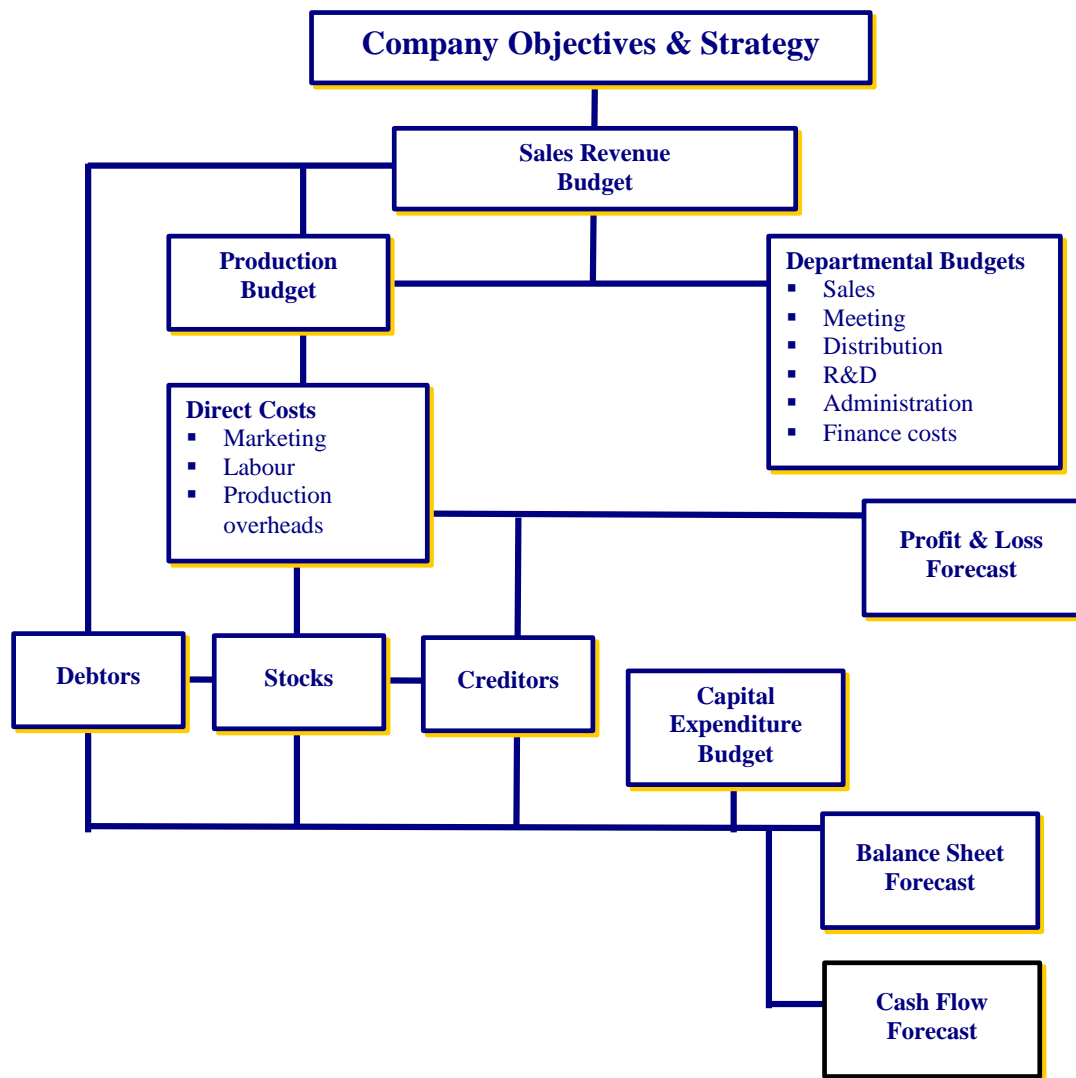 Company Objectives & Strategy
Sales Revenue
Budget
Production
Budget
Departmental Budgets
▪ Sales
▪ Meeting
▪ Distribution
▪ R&D
▪ Administration
▪ Finance costs
Direct Costs
▪ Marketing
▪ Labour
▪ Production
overheads
Profit & Loss
Forecast
Debtors
Stocks
Creditors
Capital
Expenditure
Budget
Balance Sheet
Forecast
Cash Flow
Forecast